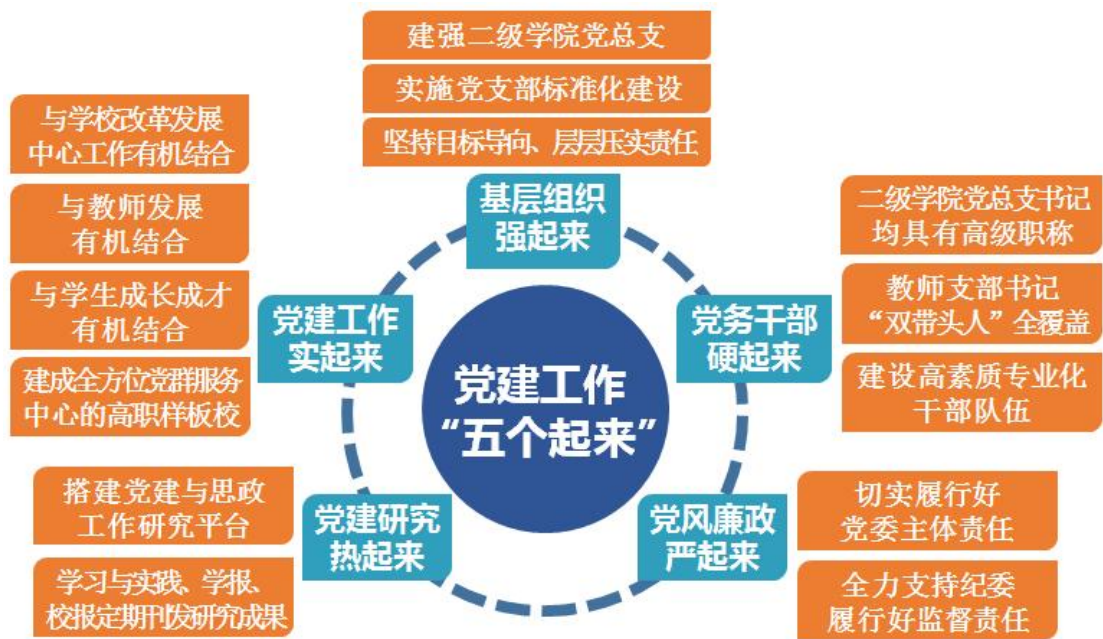 建强二级学院党总支
实施党支部标准化建设
坚持目标导向、层层压实责任
基层组织
强起来
与学校改革发展
中心工作有机结合
与教师发展
有机结合
与学生成长成才
有机结合
建成全方位党群服务
中心的高职样板校
党建工作
实起来
二级学院党总支书记
均具有高级职称
教师支部书记
“双带头人”全覆盖
建设高素质专业化
干部队伍
党务干部
硬起来
党建工作
“五个起来”
搭建党建与思政
工作研究平台
学习与实践、学报、
校报定期刊发研究成果
党建研究
热起来
党风廉政
严起来
切实履行好
党委主体责任
全力支持纪委
履行好监督责任